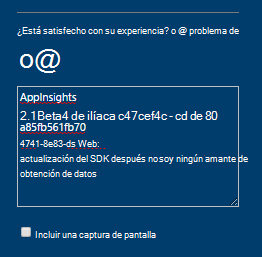 ¿Está satisfecho con su experiencia? o @ problema de
o@
AppInsights
2.1Beta4 de ilíaca c47cef4c - cd de 80
a85fb561fb70
4741-8e83-ds Web:
actualización del SDK después no soy ningún amante de
obtención de datos
Incluir una captura de pantalla